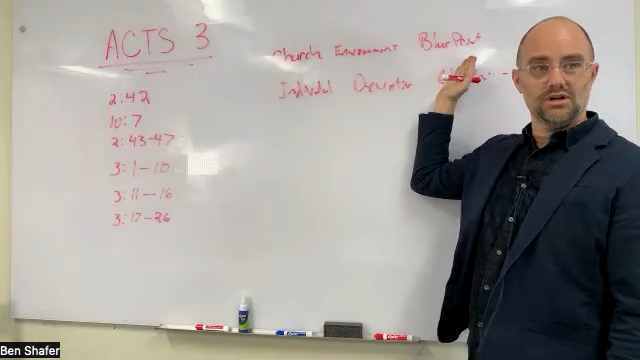 ACTS 3
2:42
10:7
2:43-47
3:1-10
3:11-16
3:17-26
Church Environment BluePrint
Individual
Ben Shafer